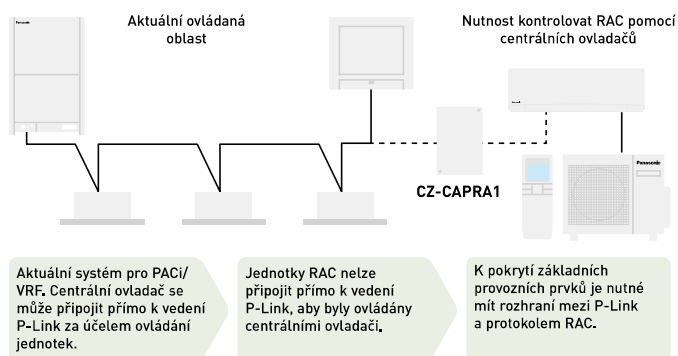 Panasonic
Aktuální ovládaná
oblast
Nutnost kontrolovat RAC pomocí
centrálních ovladačů
CZ-CAPRA1
Panasonic
Aktuální systém pro PACi/
VRF. Centrální ovladač se
může připojit přímo k vedení
P-Link za účelem ovládání
jednotek.
Jednotky RAC nelze
připojit přímo k vedení
P-Link, aby byly ovládány
centrálními ovladači.
K pokrytí základních
provozních prvků je nutné
mít rozhraní mezi P-Link
a protokolem RAC.